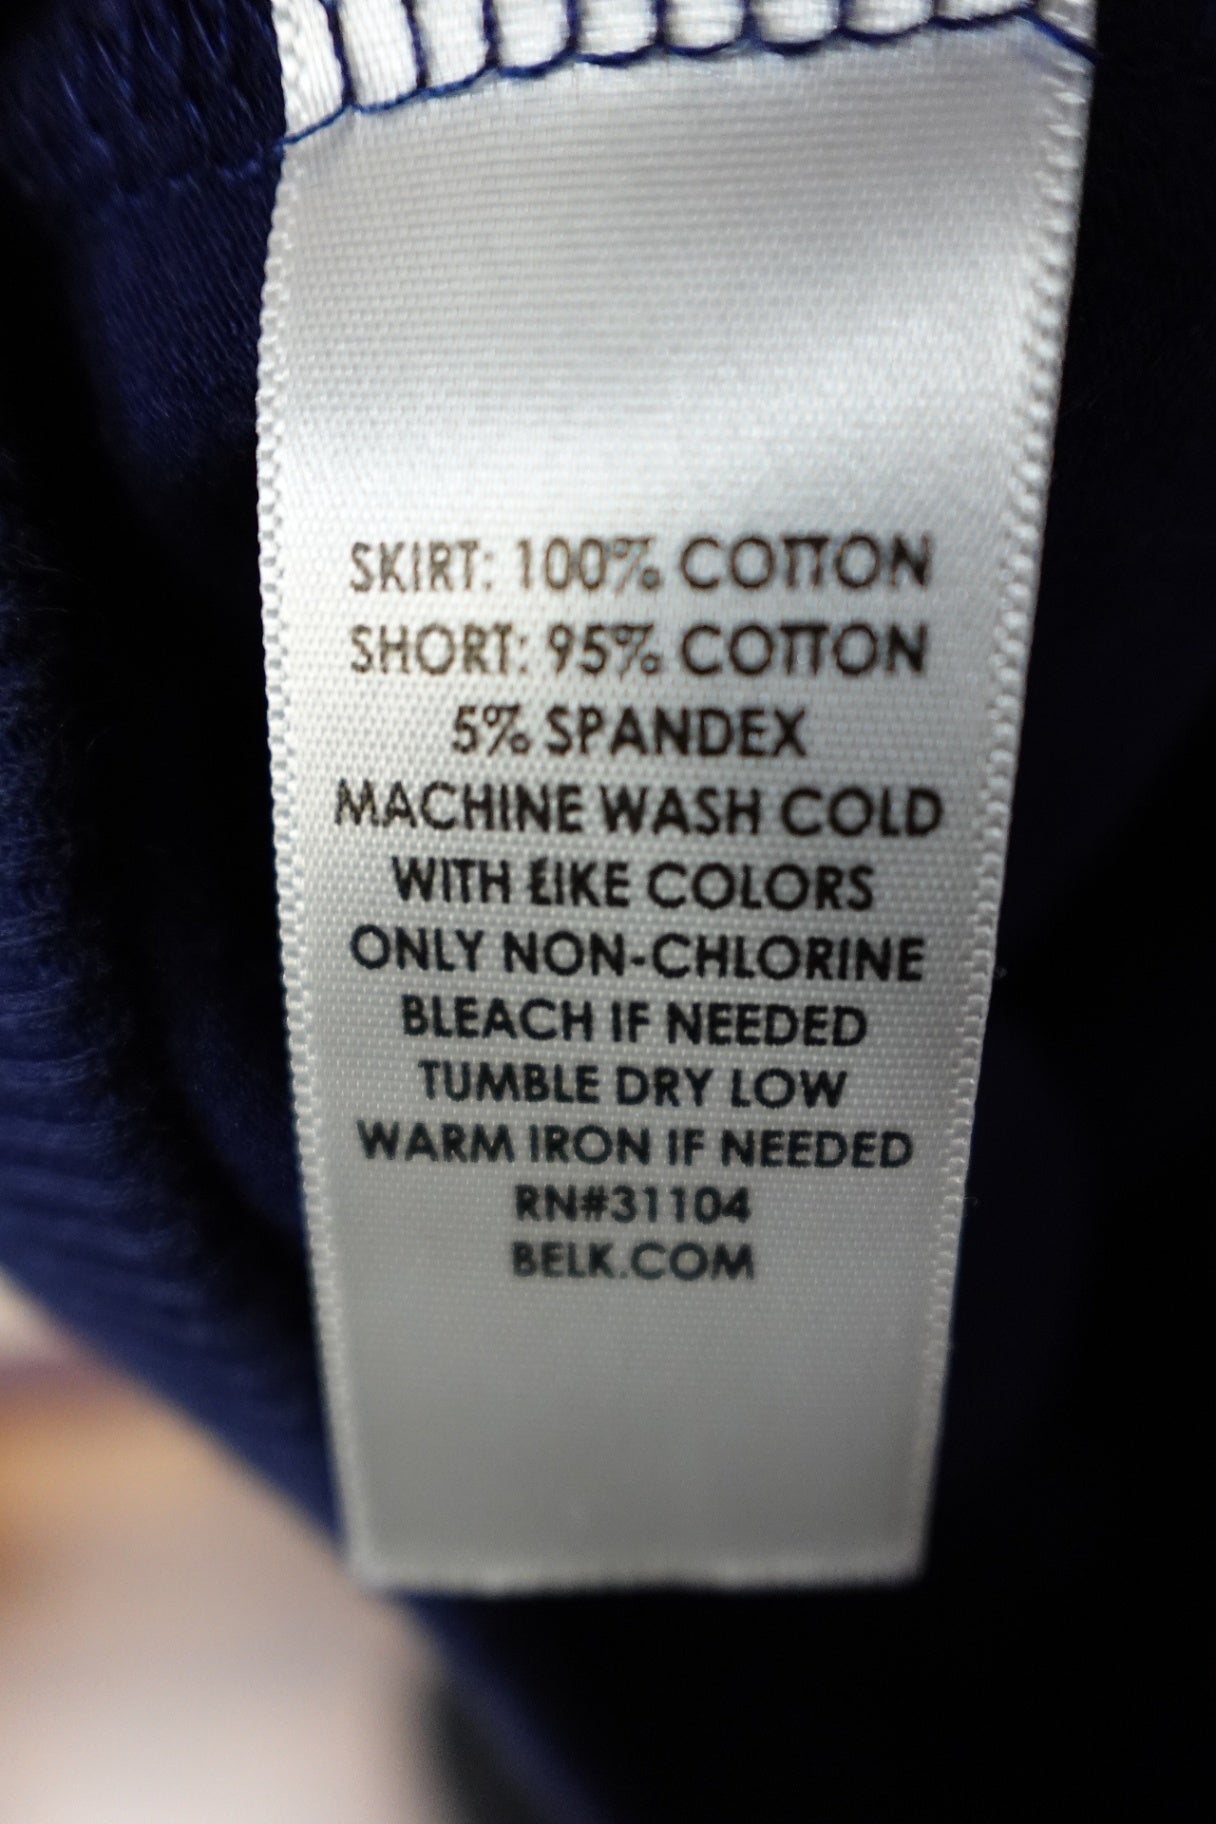 SKIRT: 100% COTTON
SHORT: 95% COTTON
5% SPANDEX
MACHINE WASH COLD
WITH LIKE COLORS
ONLY NON-CHLORINE
BLEACH IF NEEDED
TUMBLE DRY LOW
WARM IRON IF NEEDED
RN#31104
BELK.COM